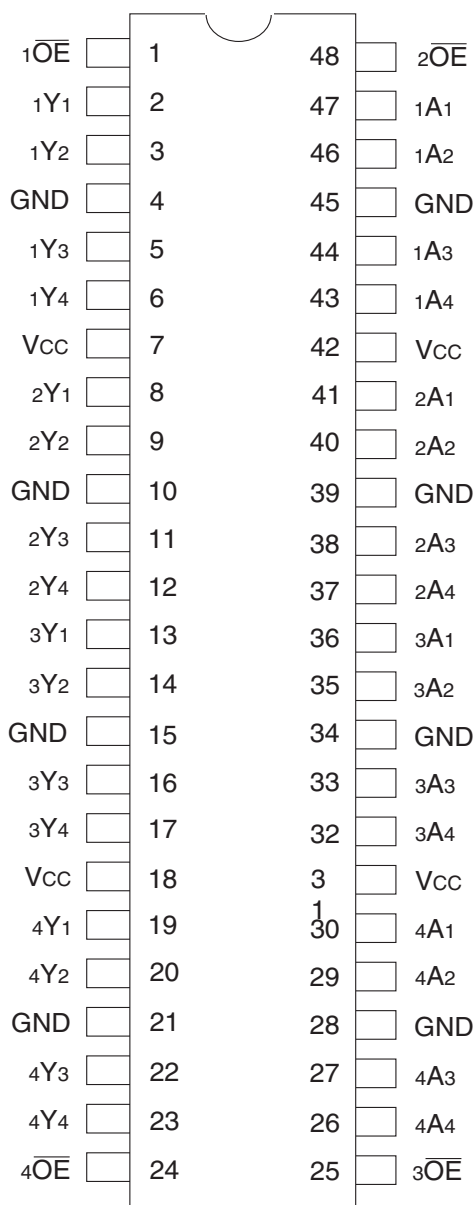 1OE 1 48 2OE
1Y1 2 47 1A1
1Y2 3 46 1A2
GND 4 45 GND
1Y3 5 44 1A3
1Y4 6 43 1A4
VCC 7 42 VCC
2Y1 8 41 2A1
2Y2 9 40 2A2
GND 10 39 GND
2Y3 11 38 2A3
2Y4 12 37 2A4
3Y1 13 36 3A1
3Y2 14 35 3A2
GND 15 34 GND
3Y3 16 33 3A3
3Y4 17 32 3A4
VCC 18 3 VCC
1
4Y1 19 30 4A1
4Y2 20 29 4A2
GND 21 28 GND
4Y3 22 27 4A3
4Y4 23 26 4A4
4OE 24 25 3OE